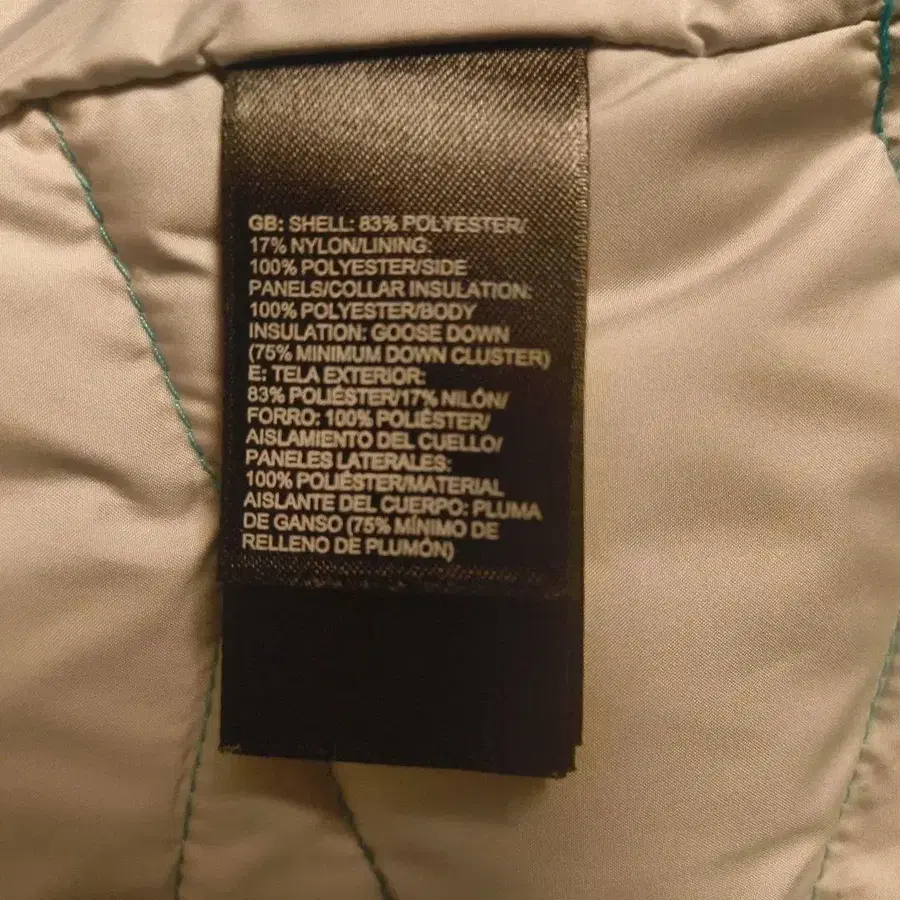 GB: SHELL: 83% POLYESTER/
17% NYLON/LINING:
100% POLYESTER/SIDE
PANELS/COLLAR INSULATION:
100% POLYESTER/BODY
INSULATION: GOOSE DOWN
(75% MINIMUM DOWN CLUSTER)
E: TELA EXTERIOR:
83% POLIÉSTER/17% NILÓN/
FORRO: 100% POLIÉSTER/
AISLAMIENTO DEL CUELLO/
PANELES LATERALES:
100% POLIÉSTER/MATERIAL
AISLANTE DEL CUERPO: PLUMA
DE GANSO (75% MÍNIMO DE
RELLENO DE PLUMÓN)